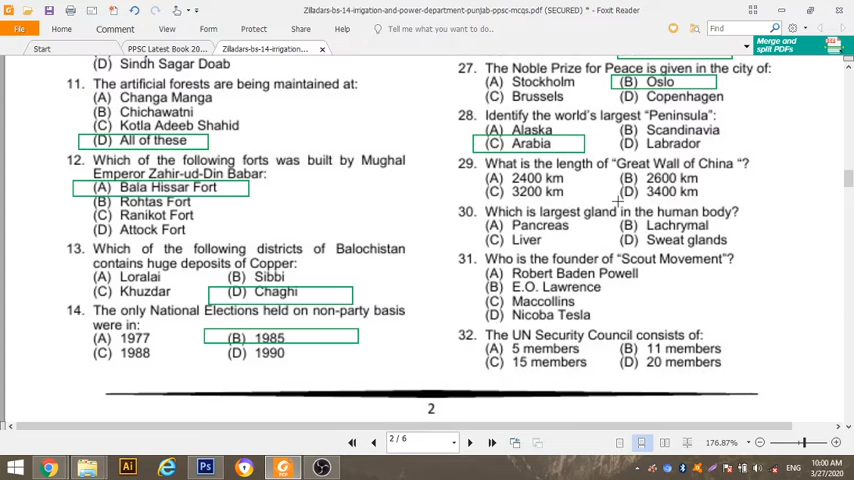 Zilladars-bs-14-irrigation-and-power-department-punjab-ppsc-mcqs.pdf (SECURED) * - Foxit Reader
File
Home
Comment
View
Form
Protect
Share
Help
Tell me what you want to do...
Find
Start
PPSC Latest Book 20...
Zilladars-bs-14-irrigation...
Merge and
split PDFs
(D) Sindh Sagar Doab
11. The artificial forests are being maintained at:
(A) Changa Manga
(B) Chichawatni
(C) Kotla Adeeb Shahid
(D) All of these
12. Which of the following forts was built by Mughal
Emperor Zahir-ud-Din Babar:
(A) Bala Hissar Fort
(B) Rohtas Fort
(C) Ranikot Fort
(D) Attock Fort
13. Which of the following districts of Balochistan
contains huge deposits of Copper:
(A) Loralai (B) Sibbi
(C) Khuzdar (D) Chaghi
14. The only National Elections held on non-party basis
were in:
(A) 1977 (B) 1985
(C) 1988 (D) 1990
27. The Noble Prize for Peace is given in the city of:
(A) Stockholm (B) Oslo
(C) Brussels (D) Copenhagen
28. Identify the world's largest “Peninsula”:
(A) Alaska (B) Scandinavia
(C) Arabia (D) Labrador
29. What is the length of “Great Wall of China “?
(A) 2400 km (B) 2600 km
(C) 3200 km (D) 3400 km
30. Which is largest gland in the human body?
(A) Pancreas (B) Lachrymal
(C) Liver (D) Sweat glands
31. Who is the founder of “Scout Movement”?
(A) Robert Baden Powell
(B) E.O. Lawrence
(C) Maccollins
(D) Nicoba Tesla
32. The UN Security Council consists of:
(A) 5 members (B) 11 members
(C) 15 members (D) 20 members
2
2 / 6
176.87%
Ai
Ps
ENG
10:00 AM
3/27/2020